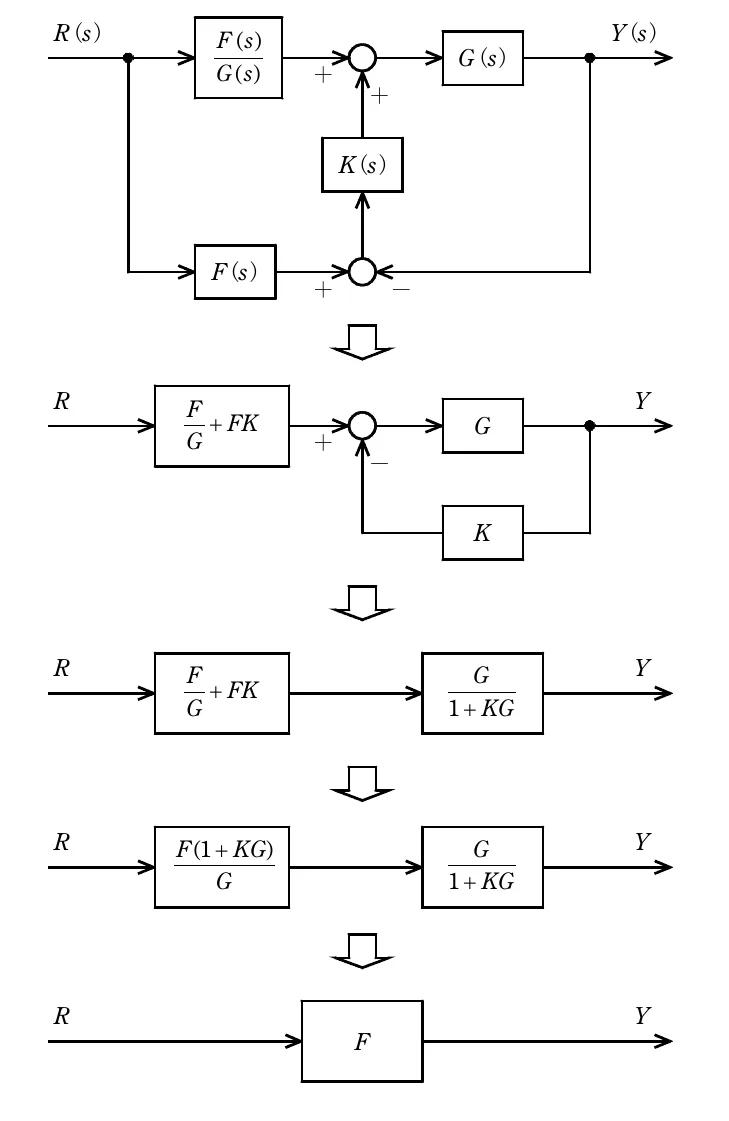 R(s)
F(s)
G(s)
+
+
G(s)
Y(s)
K(s)
F(s)
+
−
R
F
G
+FK
+
−
G
Y
K
R
F
G
+FK
G
1+KG
Y
R
F(1+KG)
G
G
1+KG
Y
R
F
Y